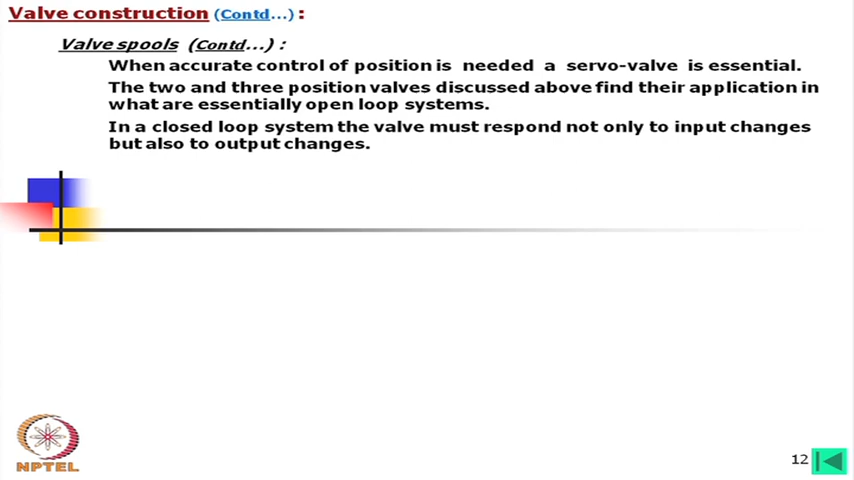 Valve construction (Contd...) :
Valve spools (Contd...) :
When accurate control of position is needed a servo-valve is essential.
The two and three position valves discussed above find their application in
what are essentially open loop systems.
In a closed loop system the valve must respond not only to input changes
but also to output changes.
NPTEL
12